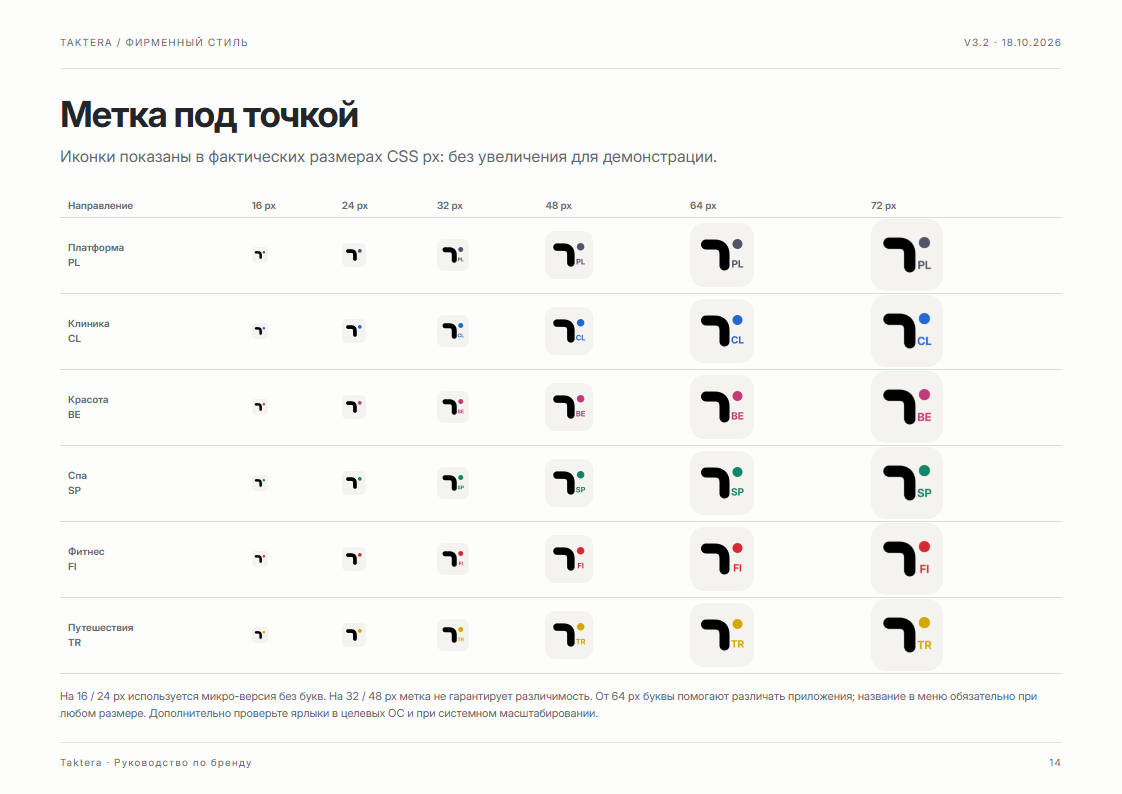 TAKTERA / ФИРМЕННЫЙ СТИЛЬ
V3.2 · 18.10.2026
Метка под точкой
Иконки показаны в фактических размерах CSS px: без увеличения для демонстрации.
Направление 16 px 24 px 32 px 48 px 64 px 72 px
Платформа
PL
PL PL PL PL
Клиника
CL
CL CL CL CL
Красота
BE
BE BE BE BE
Спа
SP
SP SP SP SP
Фитнес
FI
FI FI FI FI
Путешествия
TR
TR TR TR TR
На 16 / 24 px используется микро-версия без букв. На 32 / 48 px метка не гарантирует различимость. От 64 px буквы помогают различать приложения; название в меню обязательно при
любом размере. Дополнительно проверьте ярлыки в целевых ОС и при системном масштабировании.
Taktera · Руководство по бренду
14